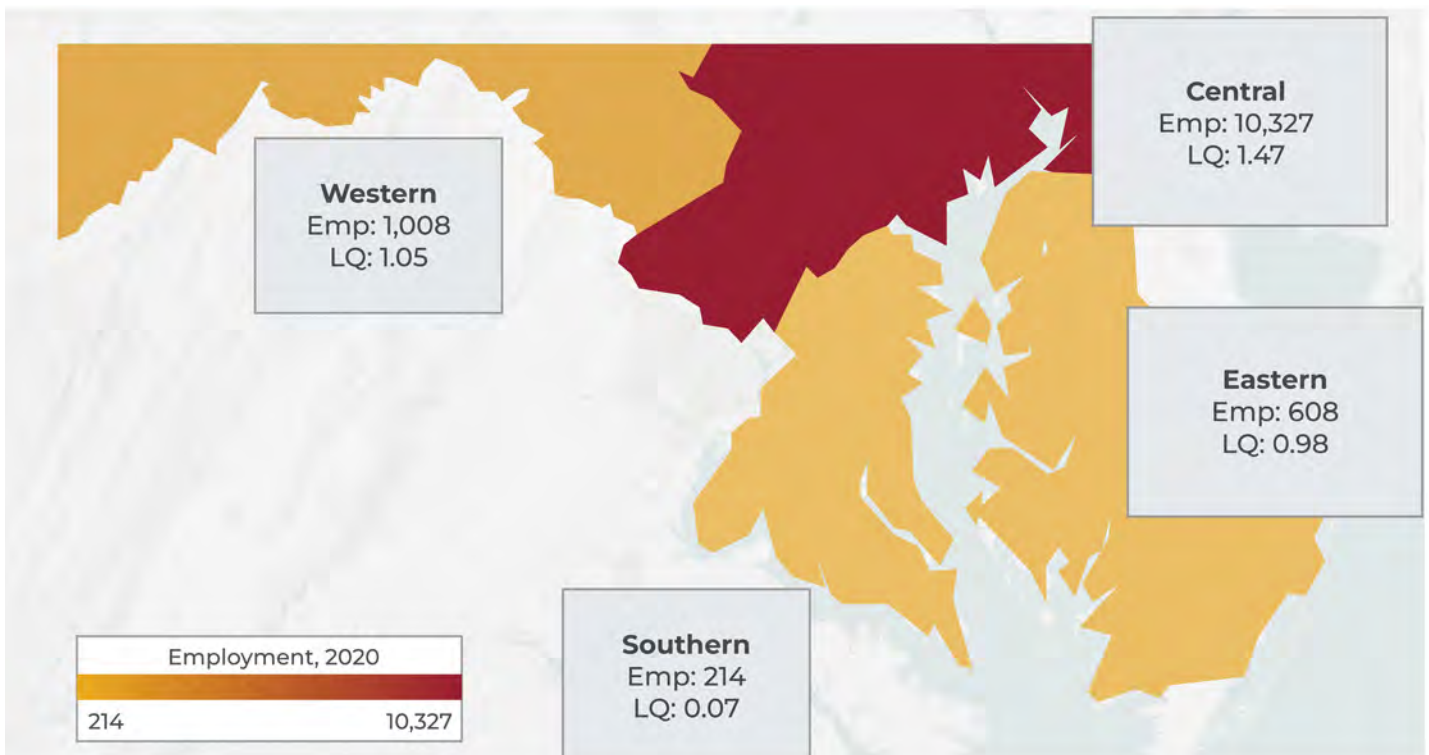 Central
Emp: 10,327
LQ: 1.47
Western
Emp: 1,008
LQ: 1.05
Eastern
Emp: 608
LQ: 0.98
Southern
Emp: 214
LQ: 0.07
Employment, 2020
214 10,327